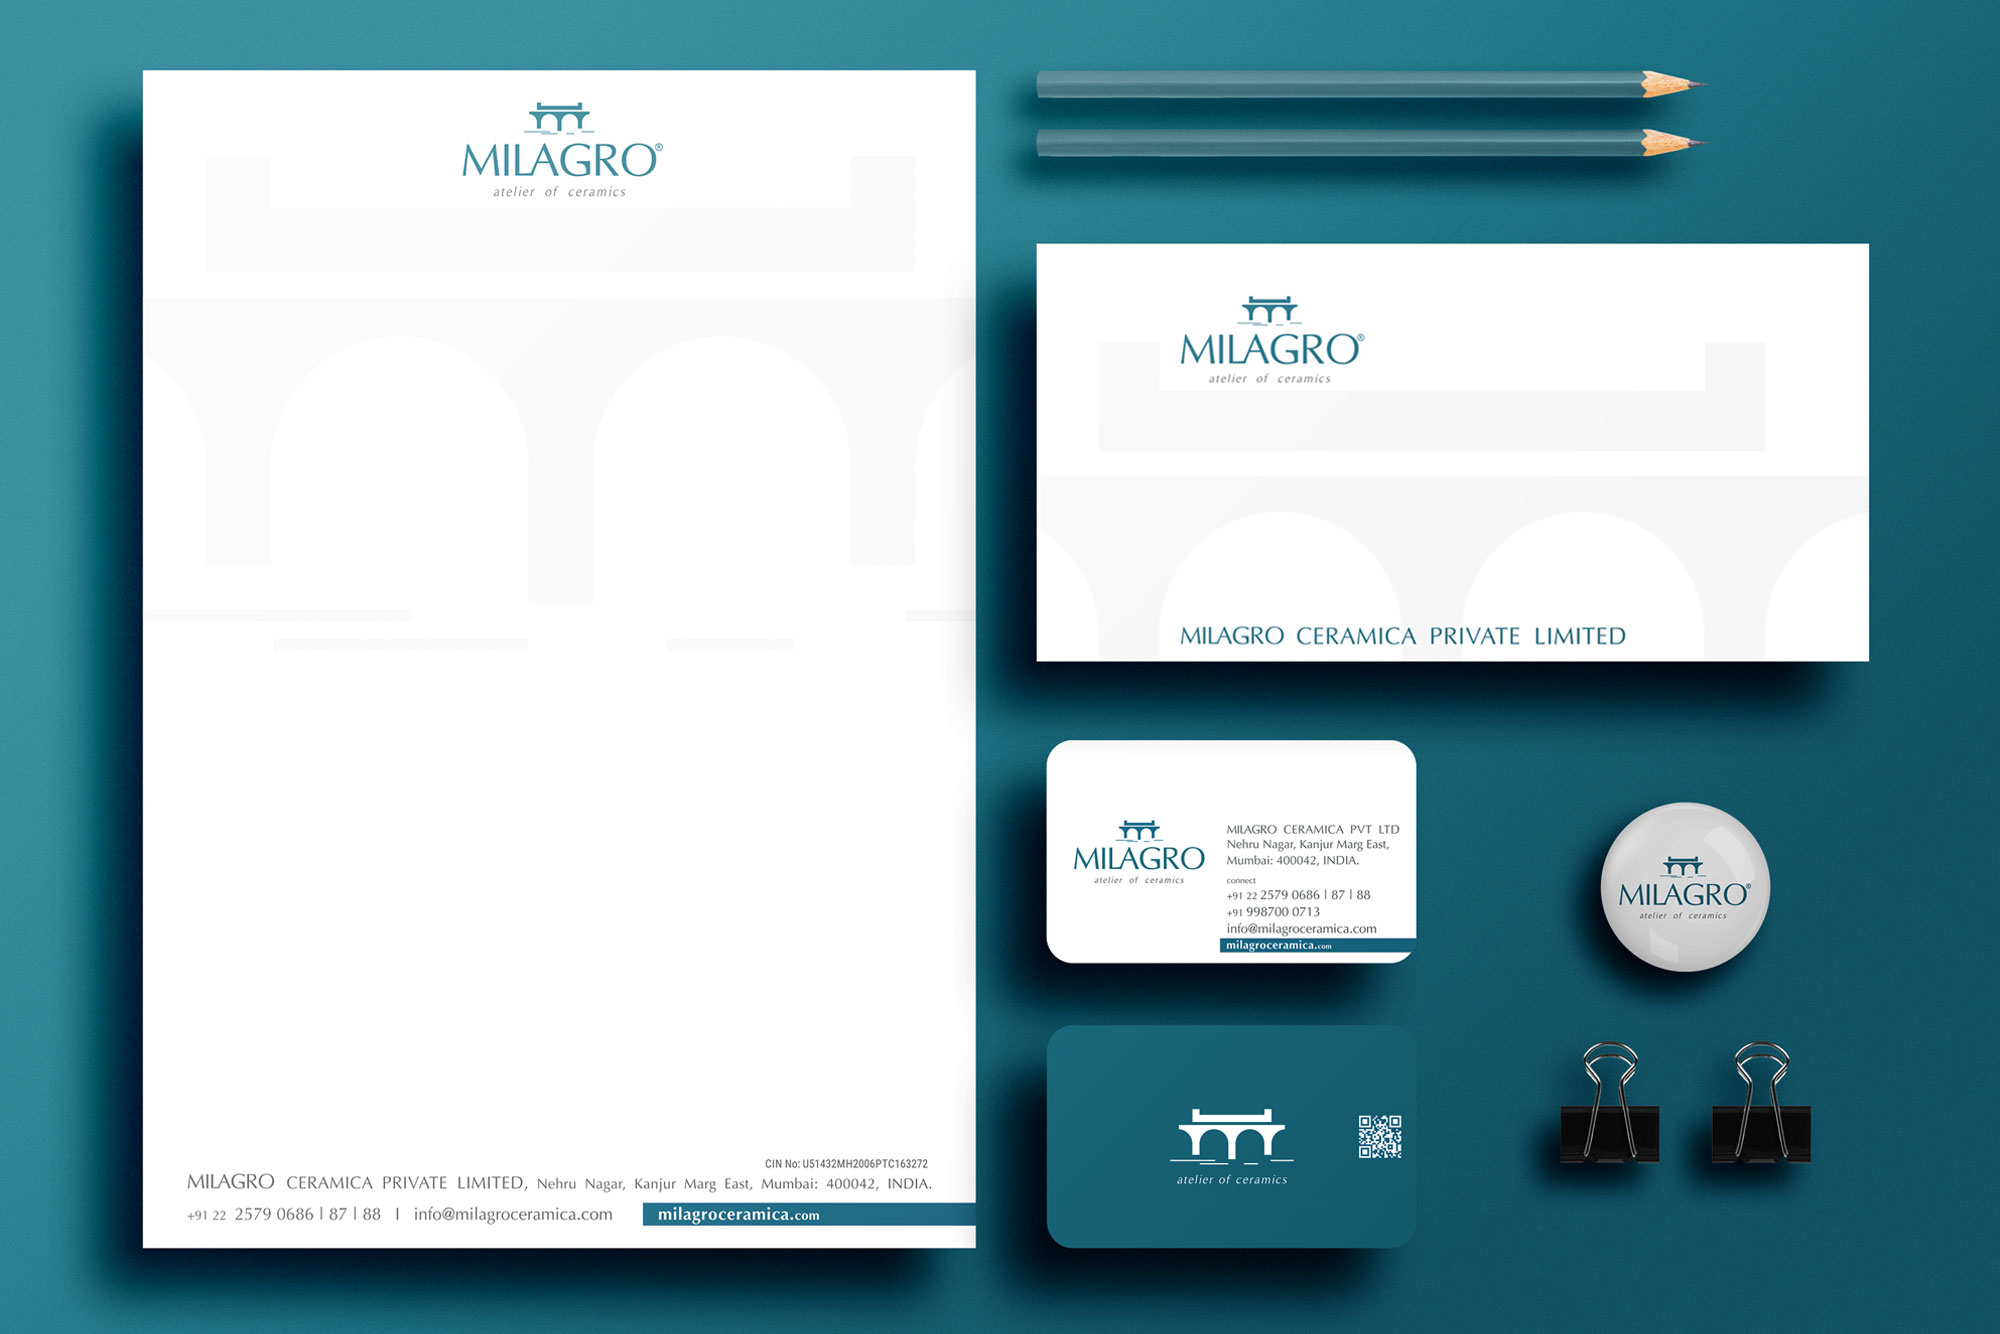 MILAGRO®
atelier of ceramics
CIN No: U51432MH2006PTC163272
MILAGRO CERAMICA PRIVATE LIMITED, Nehru Nagar, Kanjur Marg East, Mumbai: 400042, INDIA.
+91 22 2579 0686 | 87 | 88 | info@milagroceramica.com milagroceramica.com
MILAGRO®
atelier of ceramics
MILAGRO CERAMICA PRIVATE LIMITED
MILAGRO
atelier of ceramics
MILAGRO CERAMICA PVT LTD
Nehru Nagar, Kanjur Marg East,
Mumbai: 400042, INDIA.
connect
+91 22 2579 0686 | 87 | 88
+91 998700 0713
info@milagroceramica.com
milagroceramica.com
MILAGRO®
atelier of ceramics
atelier of ceramics